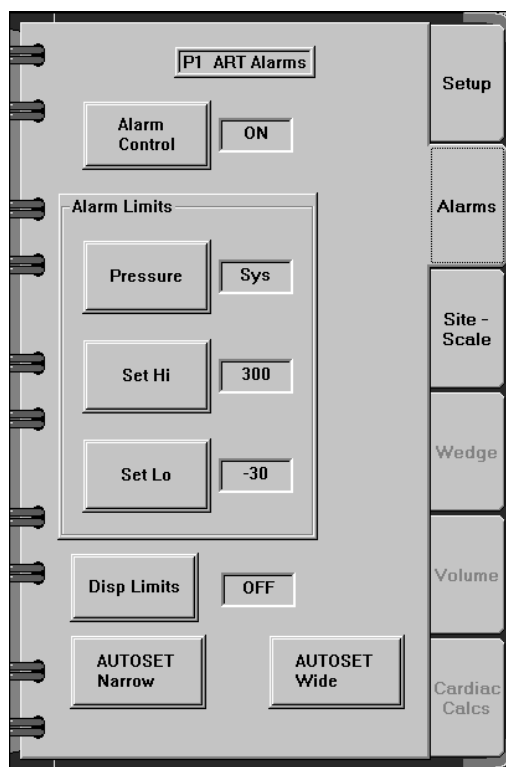 P1 ART Alarms
Alarm
Control
ON
Alarm Limits
Pressure
Sys
Set Hi
300
Set Lo
-30
Disp Limits
OFF
AUTOSET
Narrow
AUTOSET
Wide
Setup
Alarms
Site -
Scale
Wedge
Volume
Cardiac
Calcs